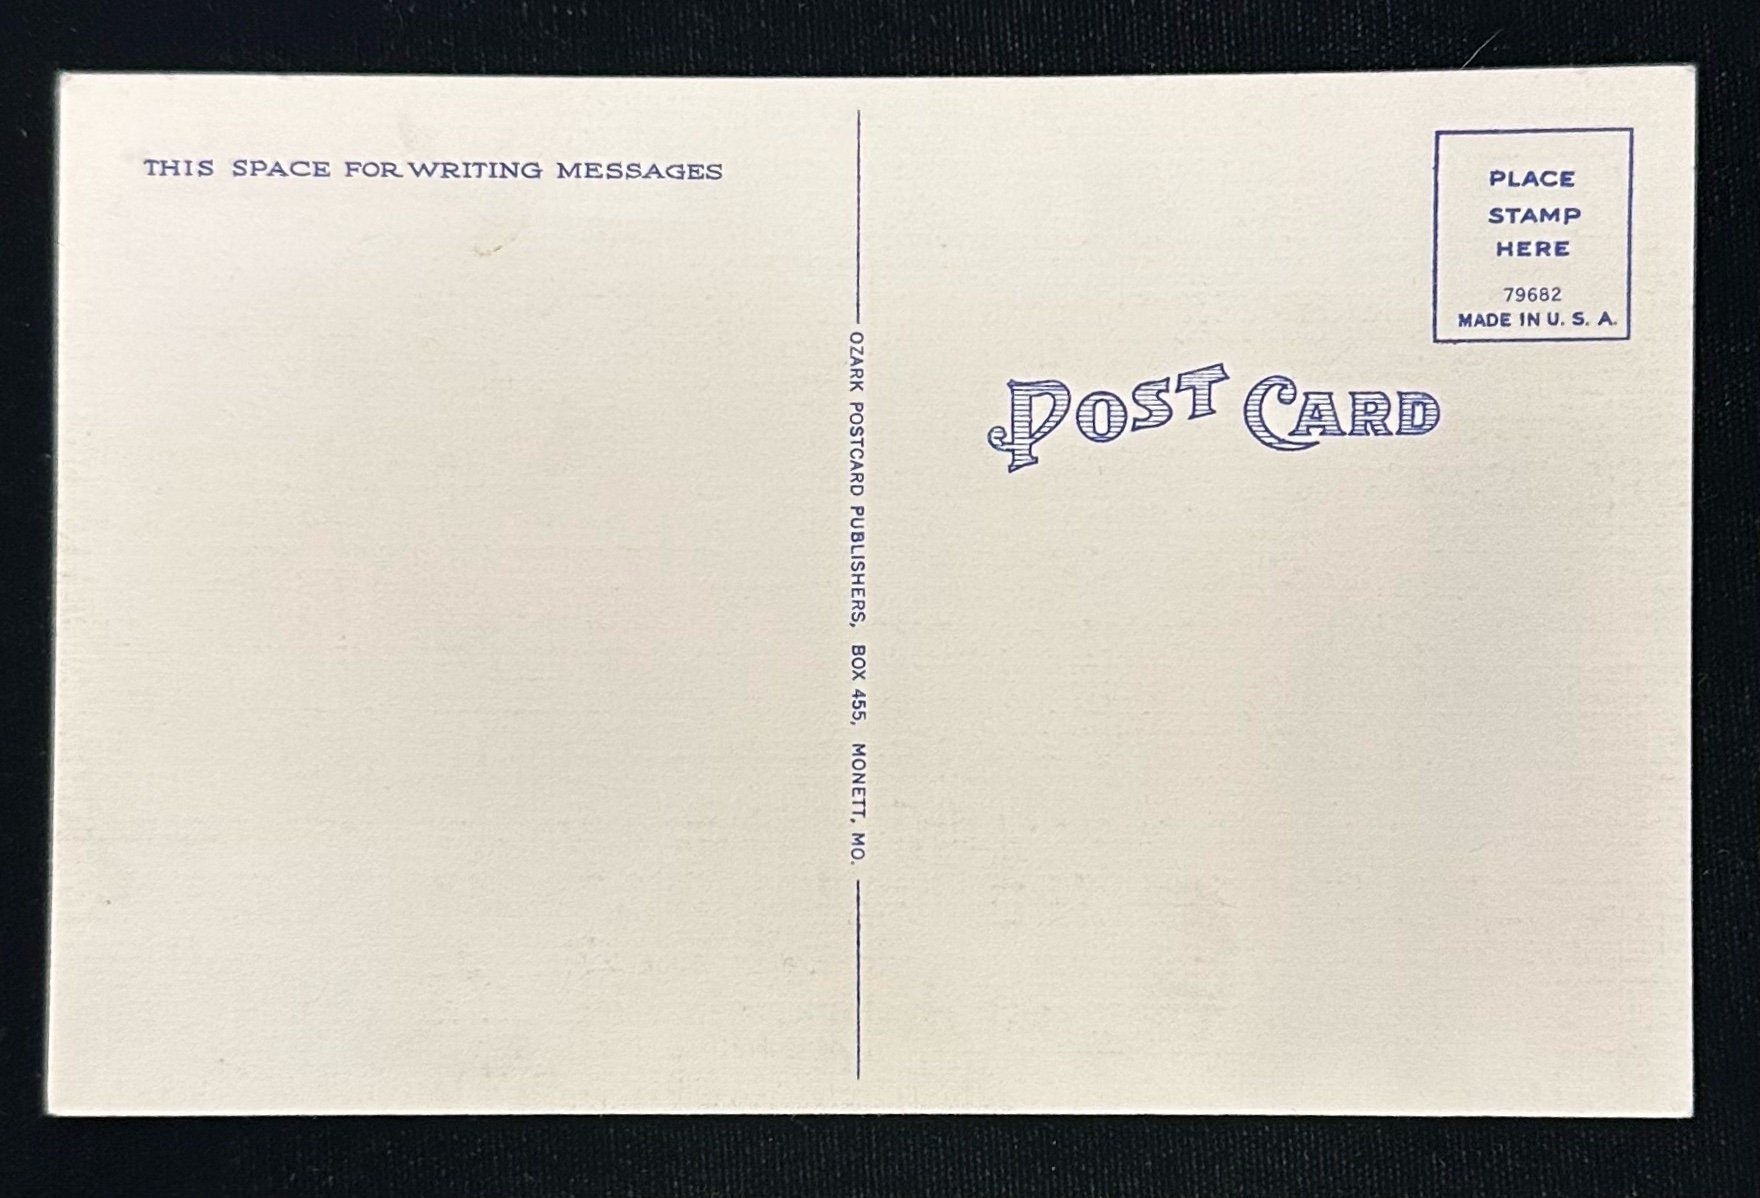 THIS SPACE FOR WRITING MESSAGES
PLACE
STAMP
HERE
79682
MADE IN U. S. A.
POST CARD
OZARK POSTCARD PUBLISHERS, BOX 455, MONETT, MO.